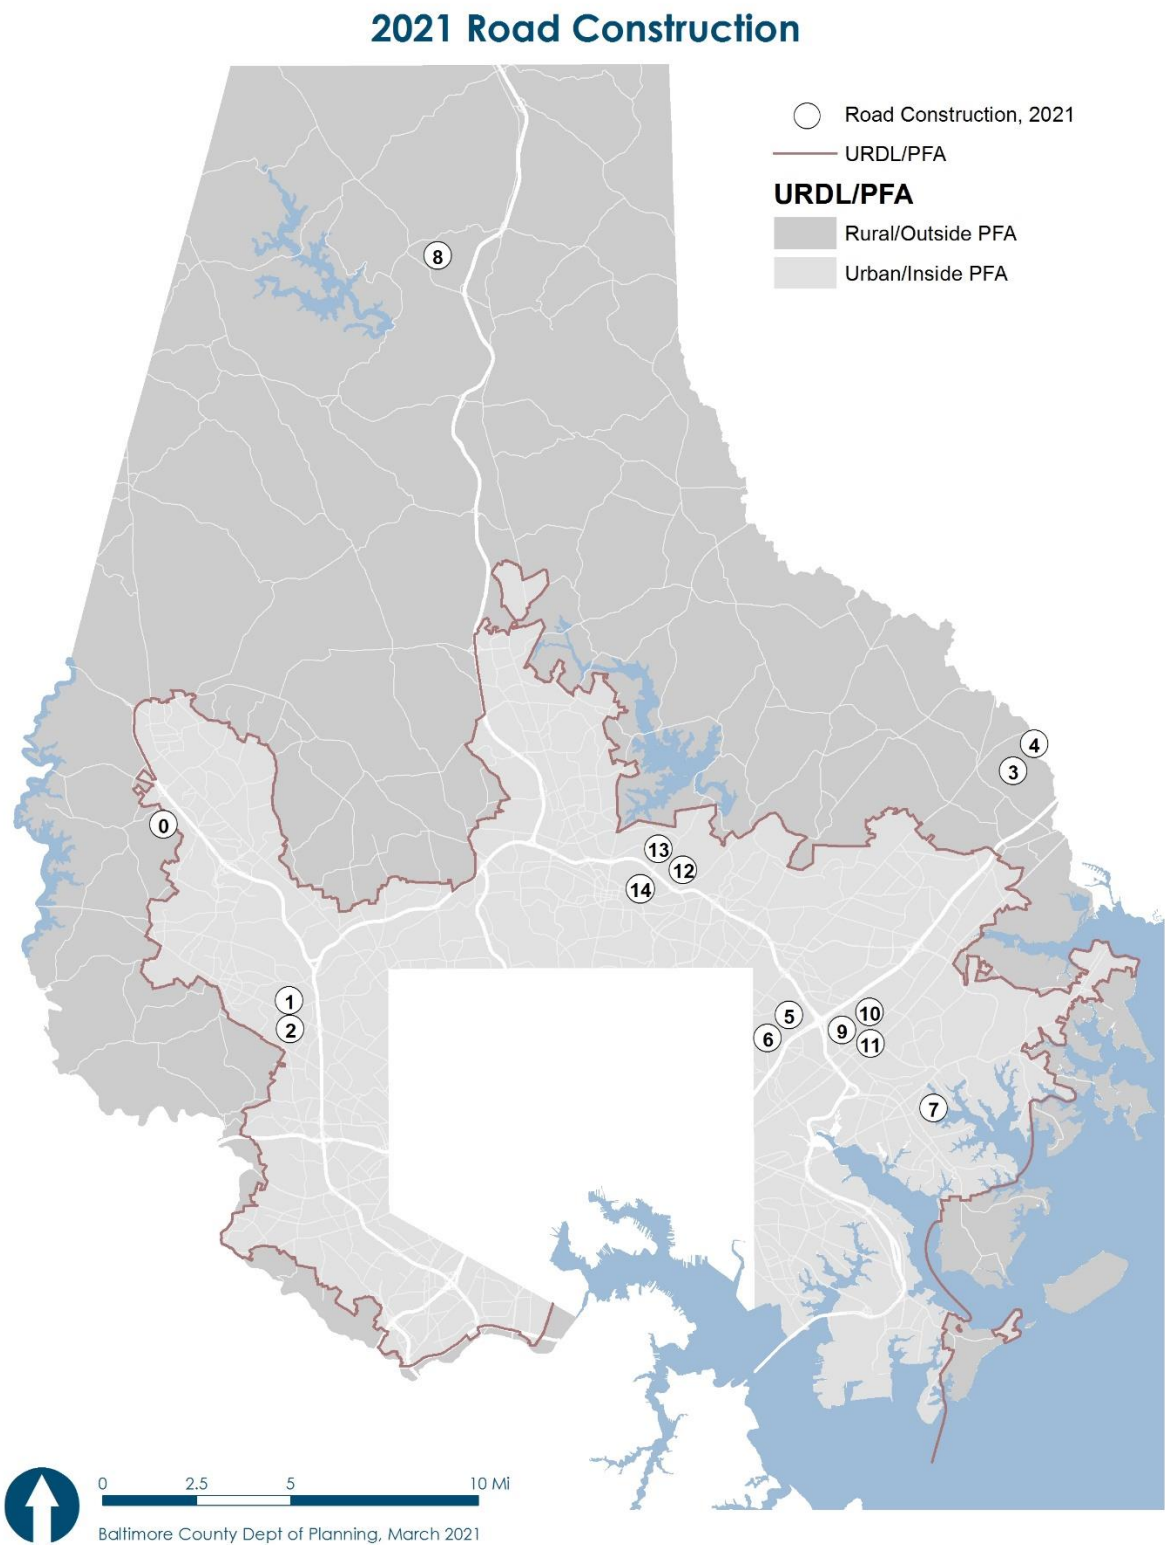 2021 Road Construction
Road Construction, 2021
URDL/PFA
URDL/PFA
Rural/Outside PFA
Urban/Inside PFA
8
4
3
0
13
12
14
1
2
5
6
10
9
11
7
0 2.5 5 10 Mi
Baltimore County Dept of Planning, March 2021